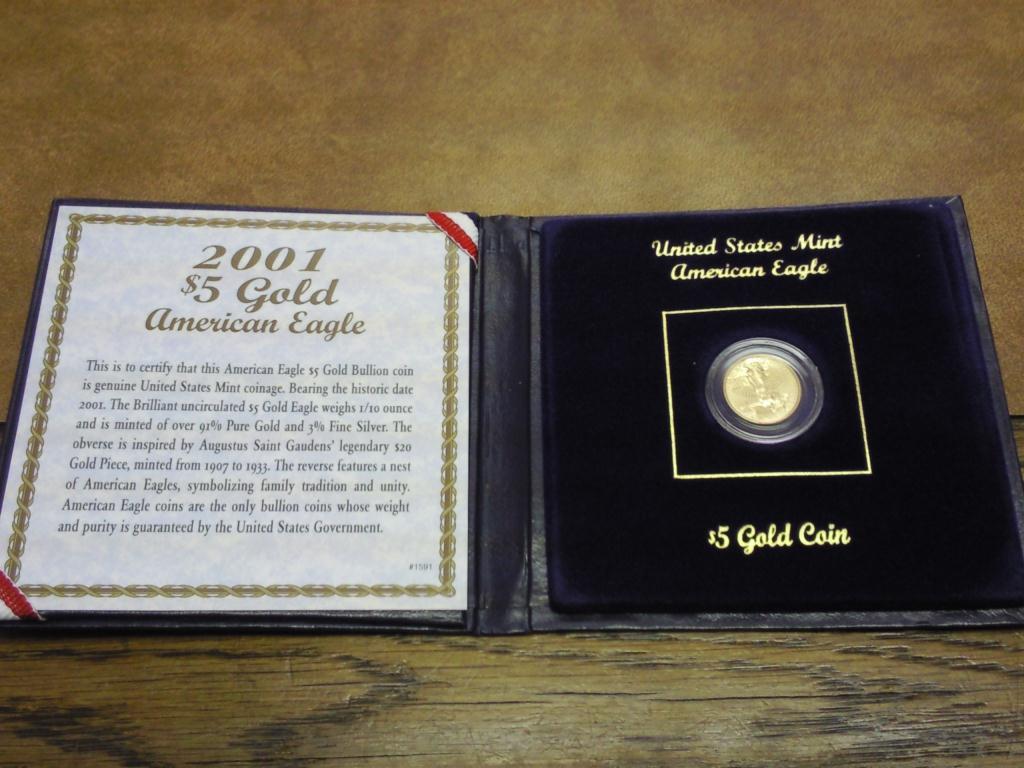 2001
$5 Gold
American Eagle
This is to certify that this American Eagle $5 Gold Bullion coin
is genuine United States Mint coinage. Bearing the historic date
2001. The Brilliant uncirculated $5 Gold Eagle weighs 1/10 ounce
and is minted of over 91% Pure Gold and 3% Fine Silver. The
obverse is inspired by Augustus Saint Gaudens' legendary $20
Gold Piece, minted from 1907 to 1933. The reverse features a nest
of American Eagles, symbolizing family tradition and unity.
American Eagle coins are the only bullion coins whose weight
and purity is guaranteed by the United States Government.
#1591
United States Mint
American Eagle
$5 Gold Coin